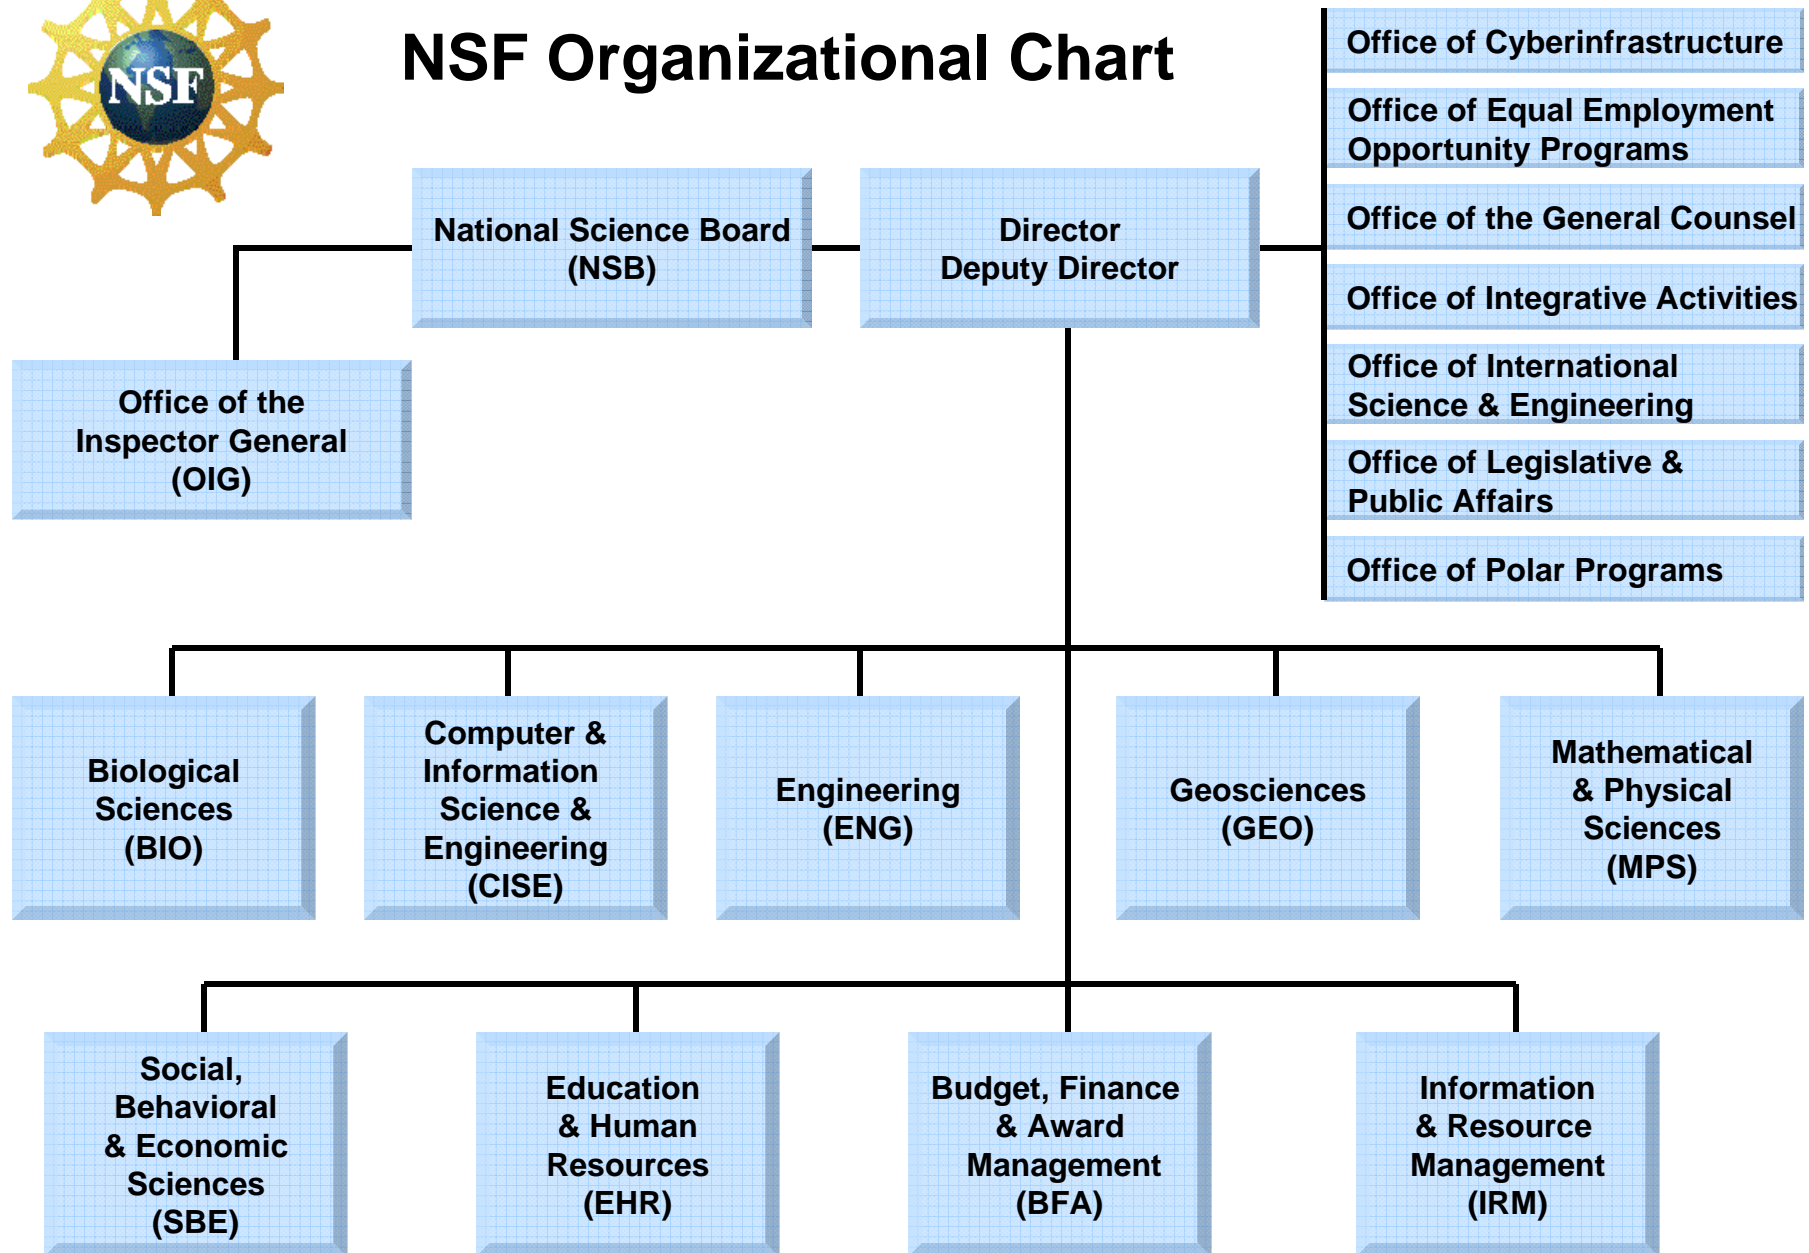 NSF
NSF Organizational Chart
Office of Cyberinfrastructure
Office of Equal Employment
Opportunity Programs
Office of the General Counsel
Office of Integrative Activities
Office of International
Science & Engineering
Office of Legislative &
Public Affairs
Office of Polar Programs
National Science Board
(NSB)
Director
Deputy Director
Office of the
Inspector General
(OIG)
Biological
Sciences
(BIO)
Computer &
Information
Science &
Engineering
(CISE)
Engineering
(ENG)
Geosciences
(GEO)
Mathematical
& Physical
Sciences
(MPS)
Social,
Behavioral
& Economic
Sciences
(SBE)
Education
& Human
Resources
(EHR)
Budget, Finance
& Award
Management
(BFA)
Information
& Resource
Management
(IRM)